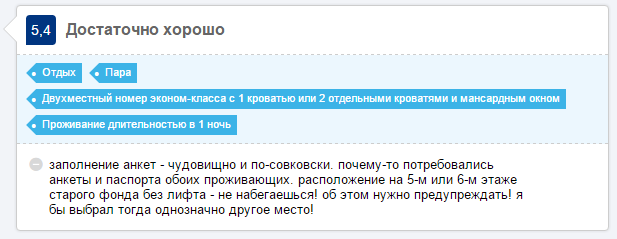 5,4 Достаточно хорошо
Отдых Пара
Двухместный номер эконом-класса с 1 кроватью или 2 отдельными кроватями и мансардным окном
Проживание длительностью в 1 ночь
заполнение анкет - чудовищно и по-совковски. почему-то потребовались
анкеты и паспорта обоих проживающих. расположение на 5-м или 6-м этаже
старого фонда без лифта - не набегаешься! об этом нужно предупреждать! я
бы выбрал тогда однозначно другое место!